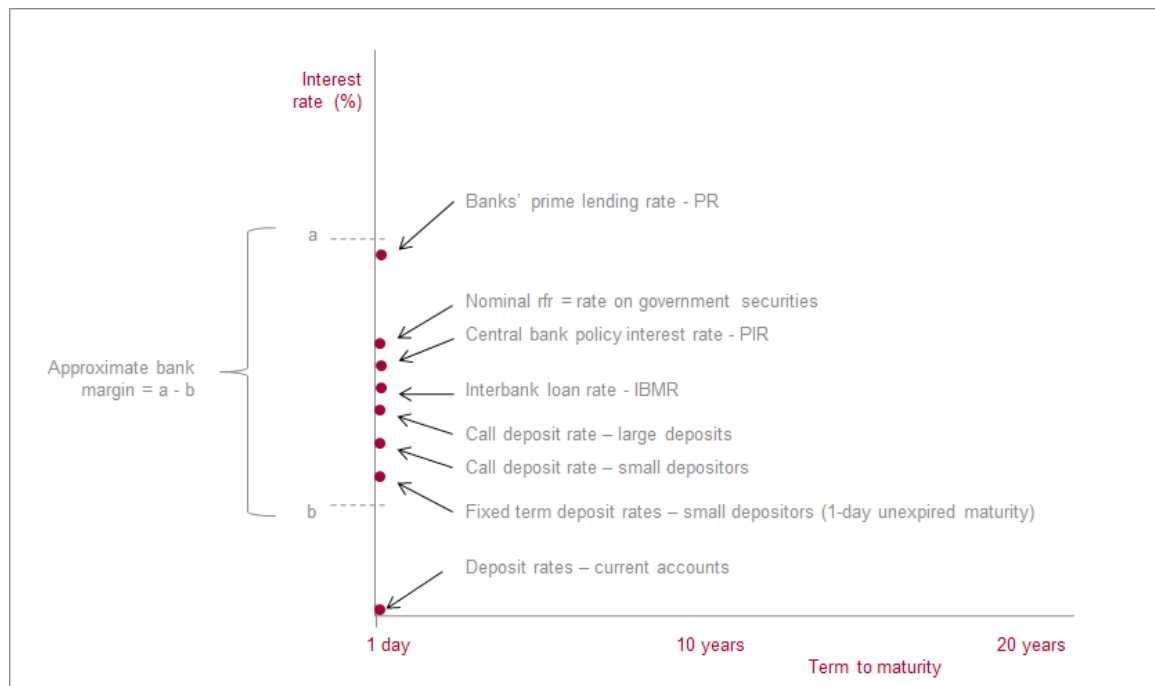 Interest
rate (%)
Banks' prime lending rate - PR
a
Nominal rfr = rate on government securities
Central bank policy interest rate - PIR
Approximate bank
margin = a - b
Interbank loan rate - IBMR
Call deposit rate – large deposits
Call deposit rate – small depositors
b
Fixed term deposit rates – small depositors (1-day unexpired maturity)
Deposit rates – current accounts
1 day
10 years
20 years
Term to maturity